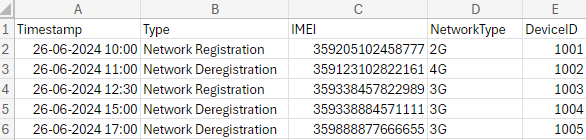 A B C D E
1 Timestamp Type IMEI NetworkType DeviceID
2 26-06-2024 10:00 Network Registration 359205102458777 2G 1001
3 26-06-2024 11:00 Network Deregistration 359123102822161 4G 1002
4 26-06-2024 12:30 Network Registration 359338457822989 3G 1003
5 26-06-2024 15:00 Network Deregistration 359338884571111 3G 1004
6 26-06-2024 17:00 Network Deregistration 359888877666655 3G 1005